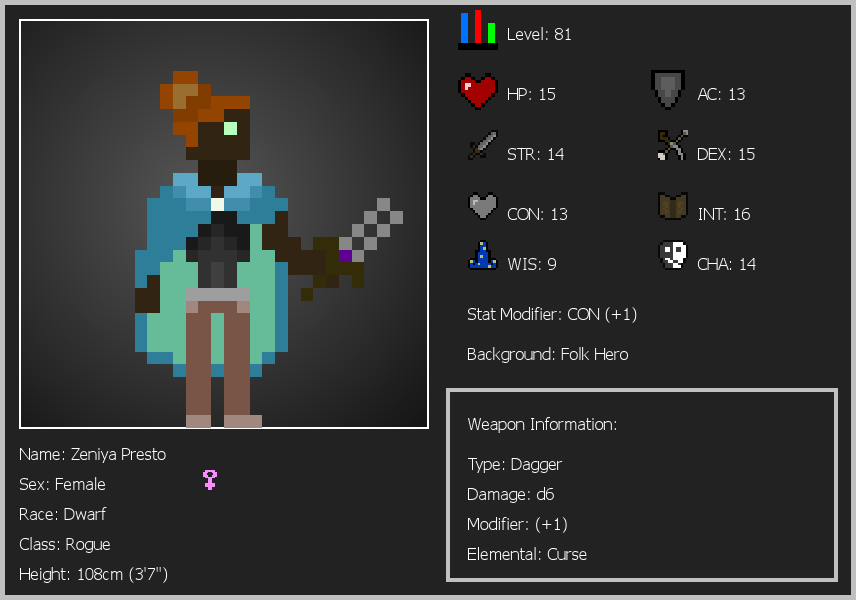 Level: 81
HP: 15
AC: 13
STR: 14
DEX: 15
CON: 13
INT: 16
WIS: 9
CHA: 14
Stat Modifier: CON (+1)
Background: Folk Hero
Weapon Information:
Type: Dagger
Damage: d6
Modifier: (+1)
Elemental: Curse
Name: Zeniya Presto
Sex: Female
Race: Dwarf
Class: Rogue
Height: 108cm (3'7")